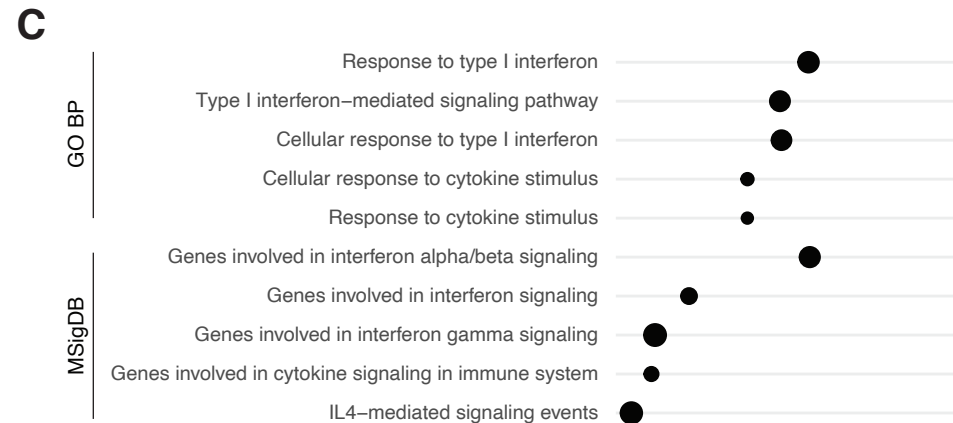 C
GO BP
Response to type I interferon
Type I interferon−mediated signaling pathway
Cellular response to type I interferon
Cellular response to cytokine stimulus
Response to cytokine stimulus
MSigDB
Genes involved in interferon alpha/beta signaling
Genes involved in interferon signaling
Genes involved in interferon gamma signaling
Genes involved in cytokine signaling in immune system
IL4−mediated signaling events